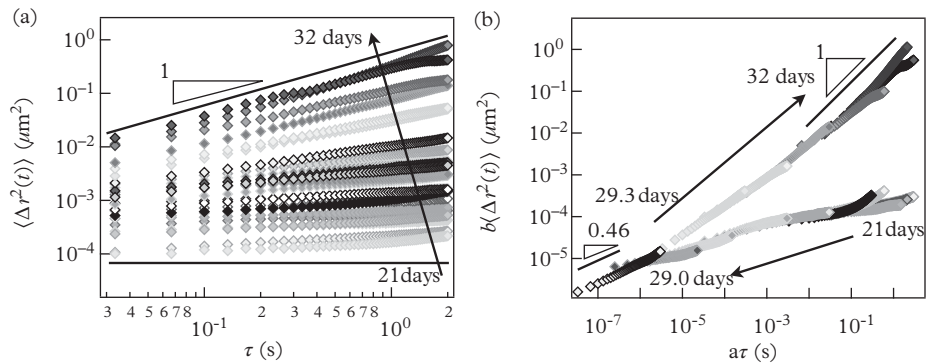 (a)
⟨Δr²(t)⟩ (μm²)
10⁰
10⁻¹
10⁻²
10⁻³
10⁻⁴
1
32 days
21days
3 4 5 6 7 8 2 3 4 5 6 7 8 2
10⁻¹ 10⁰
τ (s)
(b)
b⟨Δr²(t)⟩ (μm²)
10⁰
10⁻¹
10⁻²
10⁻³
10⁻⁴
10⁻⁵
1
32 days
29.3 days
0.46
21 days
29.0 days
10⁻⁷ 10⁻⁵ 10⁻³ 10⁻¹
aτ (s)